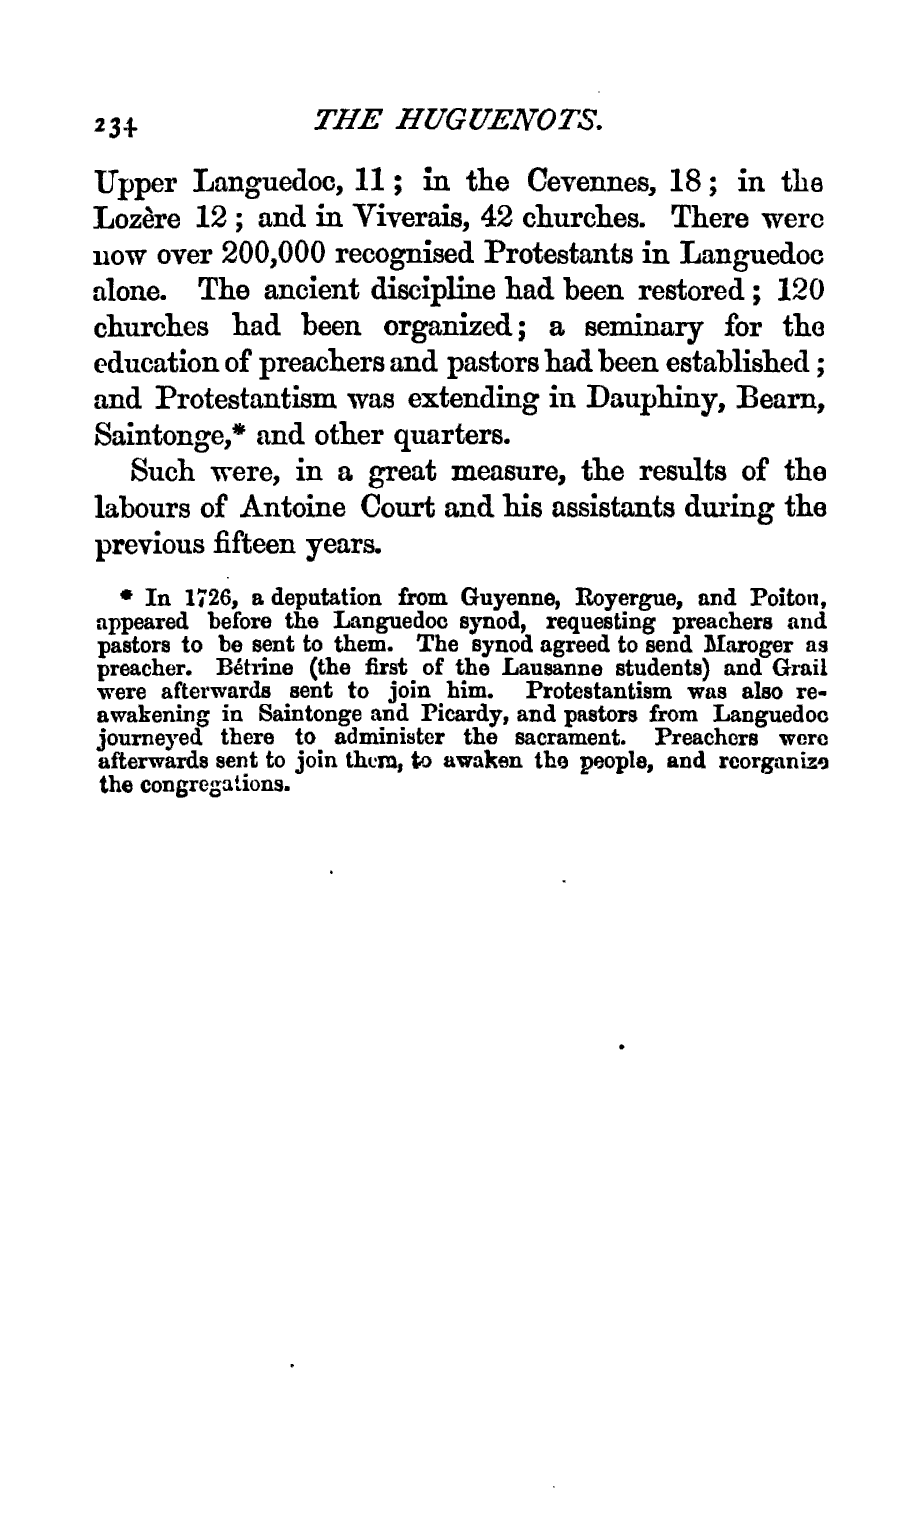 234 THE HUGUENOTS.
Upper Languedoc, 11 ; in the Cevennes, 18 ; in the
Lozère 12 ; and in Viverais, 42 churches. There were
now over 200,000 recognised Protestants in Languedoc
alone. The ancient discipline had been restored ; 120
churches had been organized ; a seminary for the
education of preachers and pastors had been established ;
and Protestantism was extending in Dauphiny, Bearn,
Saintonge,* and other quarters.
Such were, in a great measure, the results of the
labours of Antoine Court and his assistants during the
previous fifteen years.
* In 1726, a deputation from Guyenne, Royergue, and Poitou,
appeared before the Languedoc synod, requesting preachers and
pastors to be sent to them. The synod agreed to send Maroger as
preacher. Bétrine (the first of the Lausanne students) and Grail
were afterwards sent to join him. Protestantism was also re-
awakening in Saintonge and Picardy, and pastors from Languedoc
journeyed there to administer the sacrament. Preachers were
afterwards sent to join them, to awaken the people, and reorganize
the congregations.